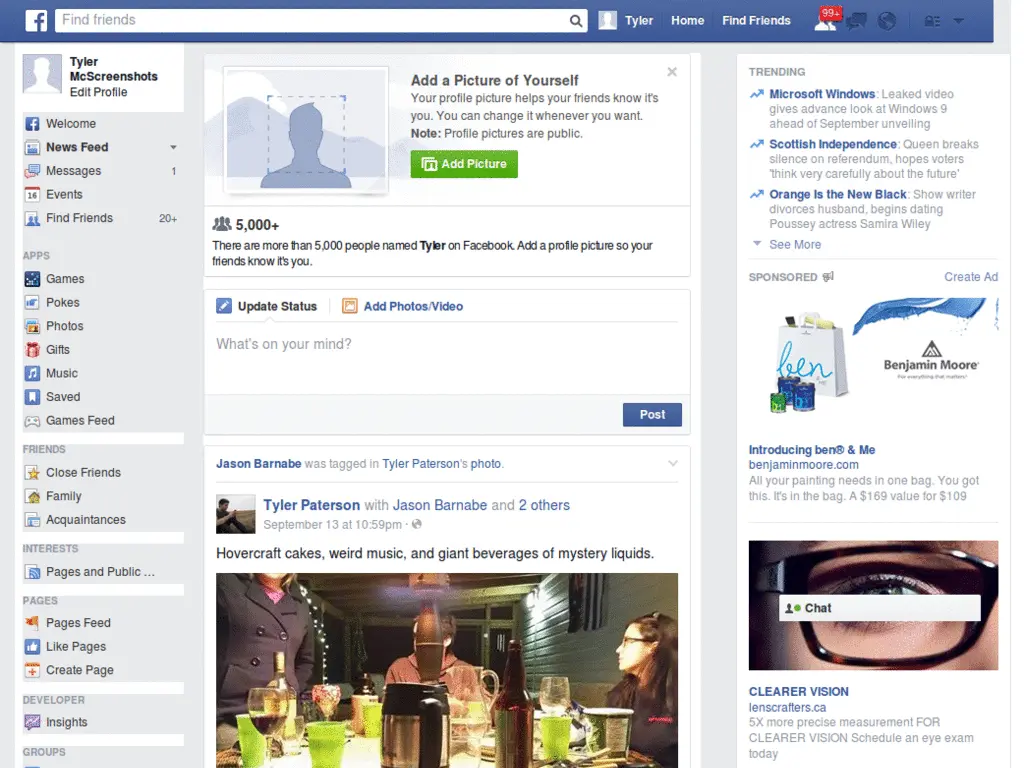 Find friends
Tyler
Home
Find Friends
99+
Tyler
McScreenshots
Edit Profile
Welcome
News Feed
Messages 1
16 Events
Find Friends 20+
APPS
Games
Pokes
Photos
Gifts
Music
Saved
Games Feed
FRIENDS
Close Friends
Family
Acquaintances
INTERESTS
Pages and Public ...
PAGES
Pages Feed
Like Pages
Create Page
DEVELOPER
Insights
GROUPS
Add a Picture of Yourself
Your profile picture helps your friends know it's
you. You can change it whenever you want.
Note: Profile pictures are public.
Add Picture
5,000+
There are more than 5,000 people named Tyler on Facebook. Add a profile picture so your
friends know it's you.
Update Status
Add Photos/Video
What's on your mind?
Post
Jason Barnabe was tagged in Tyler Paterson's photo.
Tyler Paterson with Jason Barnabe and 2 others
September 13 at 10:59pm ·
Hovercraft cakes, weird music, and giant beverages of mystery liquids.
TRENDING
Microsoft Windows: Leaked video
gives advance look at Windows 9
ahead of September unveiling
Scottish Independence: Queen breaks
silence on referendum, hopes voters
'think very carefully about the future'
Orange Is the New Black: Show writer
divorces husband, begins dating
Poussey actress Samira Wiley
See More
SPONSORED
Create Ad
ben
Benjamin Moore
For everything that matters
Introducing ben® & Me
benjaminmoore.com
All your painting needs in one bag. You got
this. It's in the bag. A $169 value for $109
Chat
CLEARER VISION
lenscrafters.ca
5X more precise measurement FOR
CLEARER VISION Schedule an eye exam
today